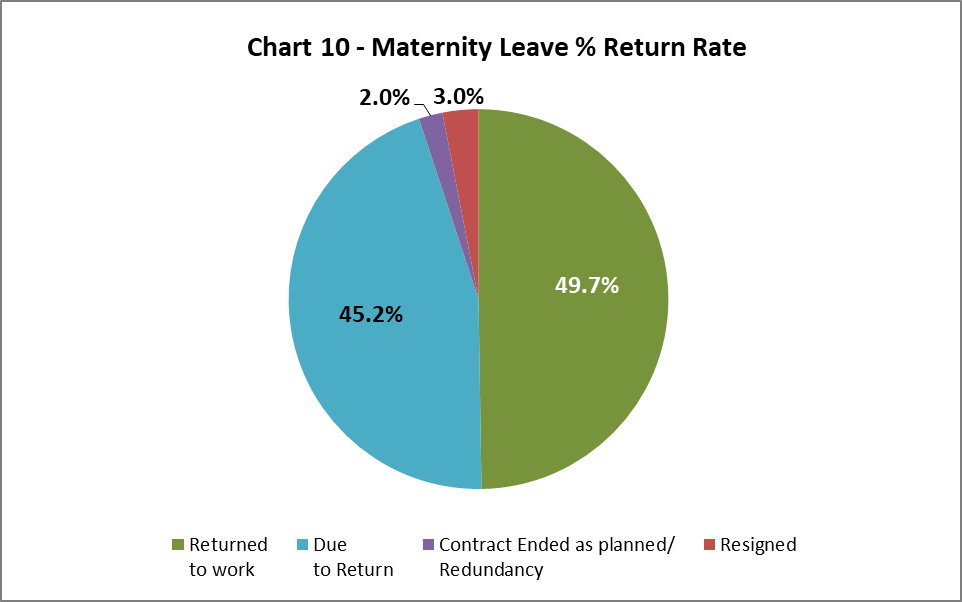 Chart 10 - Maternity Leave % Return Rate
2.0% 3.0%
49.7%
45.2%
Returned Due Contract Ended as planned/ Resigned
to work to Return Redundancy